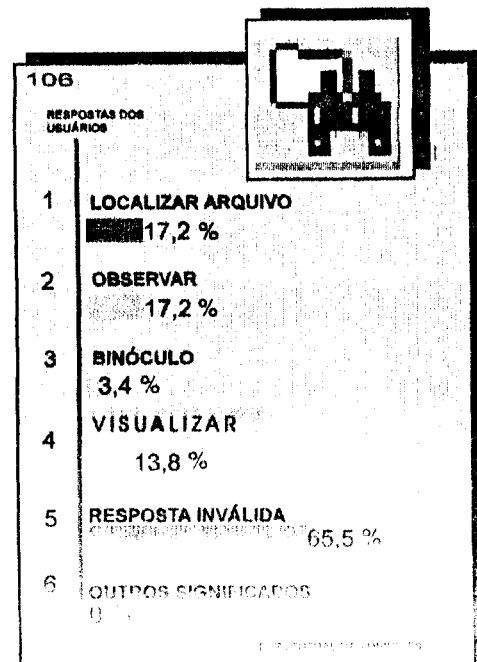 106
RESPOSTAS DOS
USUÁRIOS
1 LOCALIZAR ARQUIVO
17,2 %
2 OBSERVAR
17,2 %
3 BINÓCULO
3,4 %
4 VISUALIZAR
13,8 %
5 RESPOSTA INVÁLIDA
65,5 %
6 OUTROS SIGNIFICADOS
0